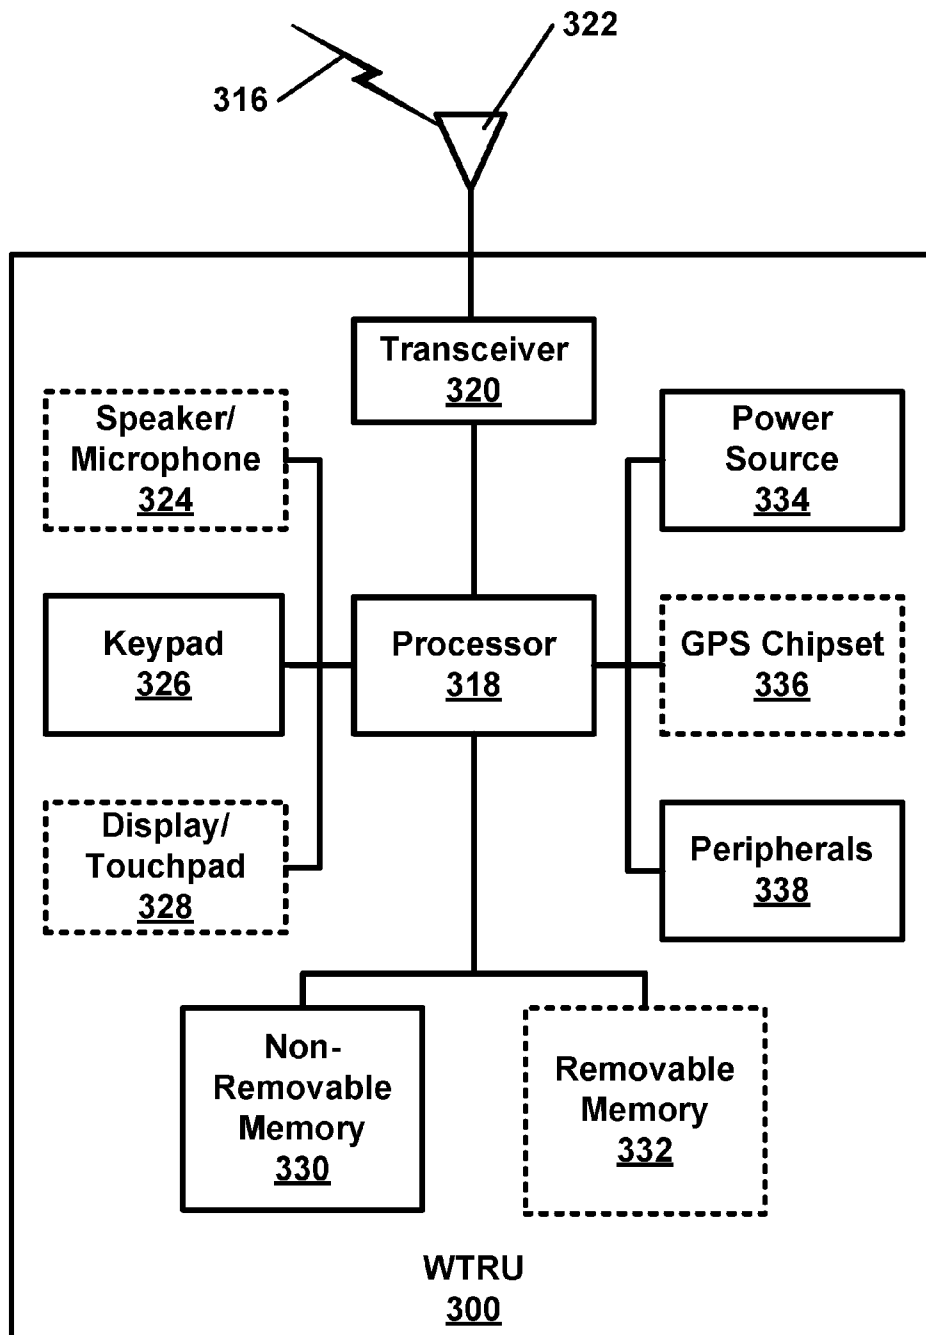 322
316
Transceiver
320
Speaker/
Microphone
324
Power
Source
334
Keypad
326
Processor
318
GPS Chipset
336
Display/
Touchpad
328
Peripherals
338
Non-
Removable
Memory
330
Removable
Memory
332
WTRU
300